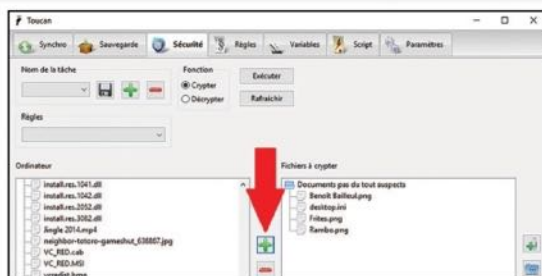 Toucan
Synchro Sauvegarde Sécurité Règles Variables Script Paramètres
Nom de la tâche
Fonction
Crypter
Décrypter
Exécuter
Rafraîchir
Règles
Ordinateur
install.res.1041.dll
install.res.1042.dll
install.res.2052.dll
install.res.3082.dll
Jingle 2014.mp4
neighbor-totoro-gameshut_636867.jpg
VC_RED.cab
VC_RED.MSI
vcredist.bmp
Fichiers à crypter
Documents pas du tout suspects
Benoit Bailleul.png
desktop.ini
Frites.png
Rambo.png